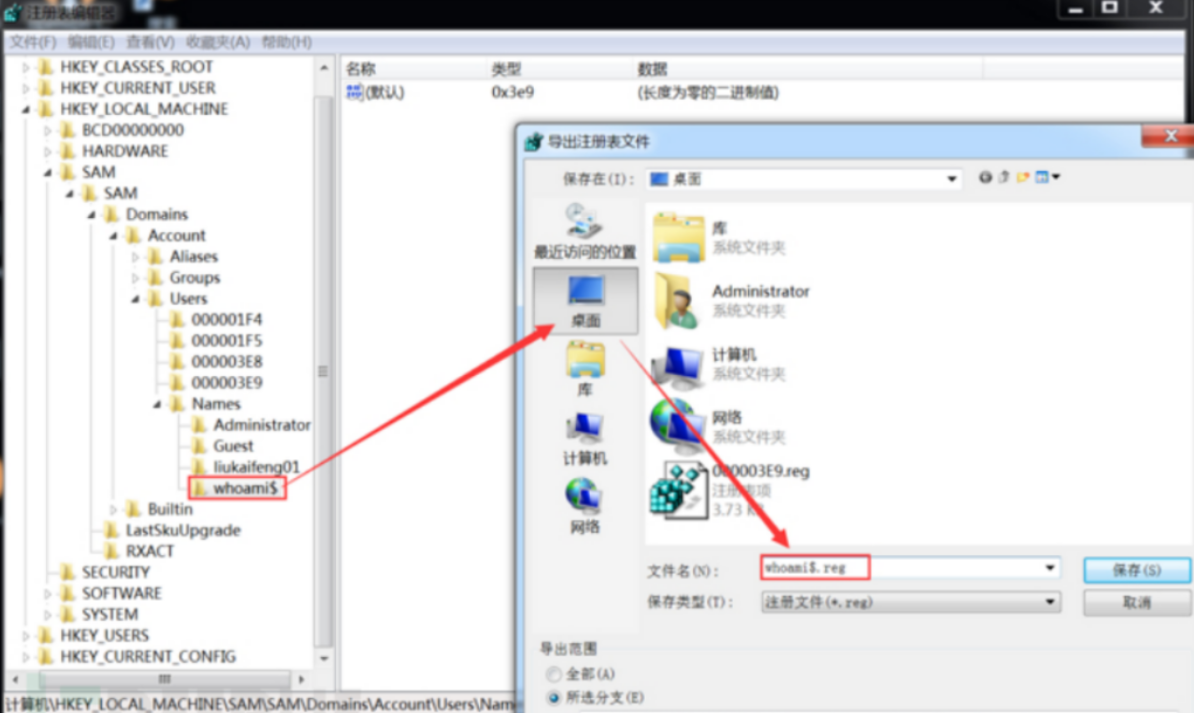 注册表编辑器
文件(F) 编辑(E) 查看(V) 收藏夹(A) 帮助(H)
HKEY_CLASSES_ROOT
HKEY_CURRENT_USER
HKEY_LOCAL_MACHINE
BCD00000000
HARDWARE
SAM
SAM
Domains
Account
Aliases
Groups
Users
000001F4
000001F5
000003E8
000003E9
Names
Administrator
Guest
liukaifeng01
whoami$
Builtin
LastSkuUpgrade
RXACT
SECURITY
SOFTWARE
SYSTEM
HKEY_USERS
HKEY_CURRENT_CONFIG
计算机\HKEY_LOCAL_MACHINE\SAM\SAM\Domains\Account\Users\Nam
名称 类型 数据
(默认) 0x3e9 (长度为零的二进制值)
导出注册表文件
保存在(I): 桌面
最近访问的位置
桌面
库
计算机
网络
库
系统文件夹
Administrator
系统文件夹
计算机
系统文件夹
网络
系统文件夹
000003E9.reg
注册表项
3.73 KB
文件名(N): whoami$.reg 保存(S)
保存类型(T): 注册文件(*.reg) 取消
导出范围
全部(A)
所选分支(E)